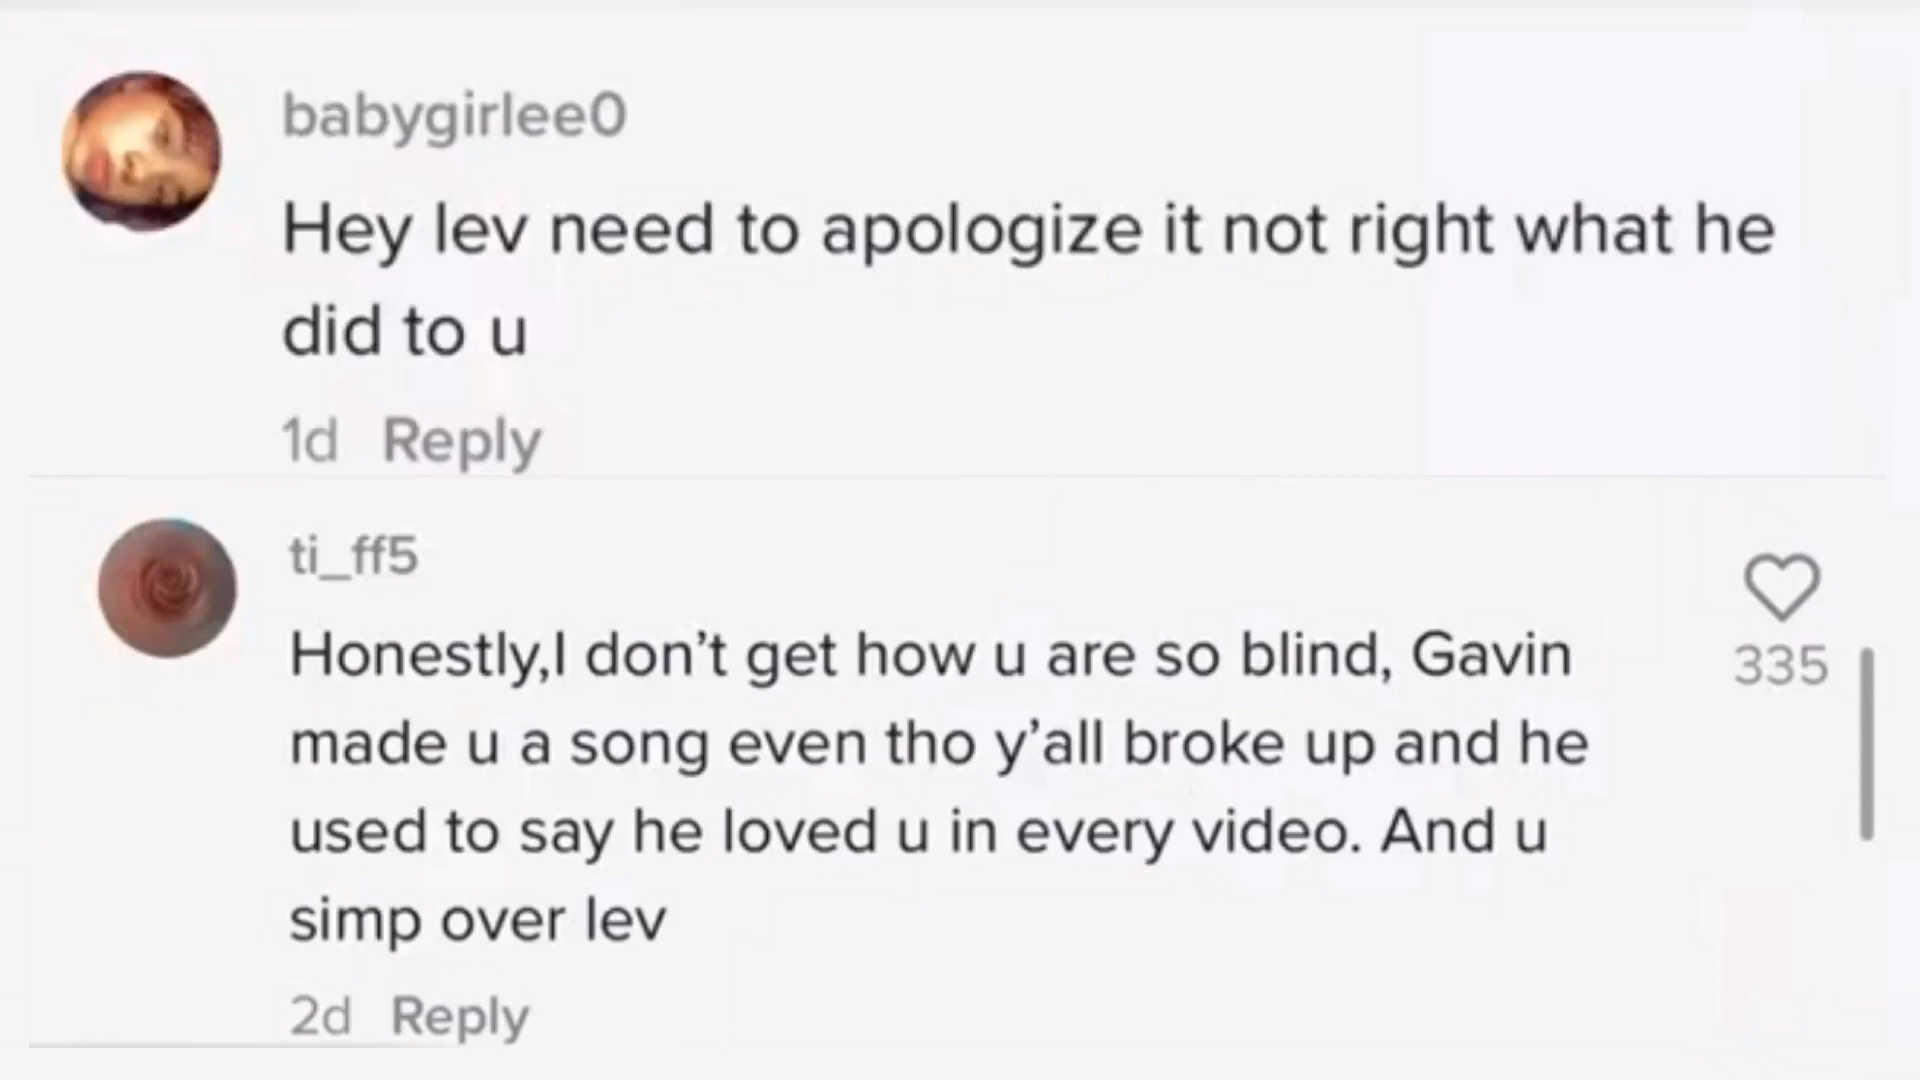 babygirlee0
Hey lev need to apologize it not right what he
did to u
1d Reply
ti_ff5
Honestly,I don't get how u are so blind, Gavin
made u a song even tho y'all broke up and he
used to say he loved u in every video. And u
simp over lev
335
2d Reply